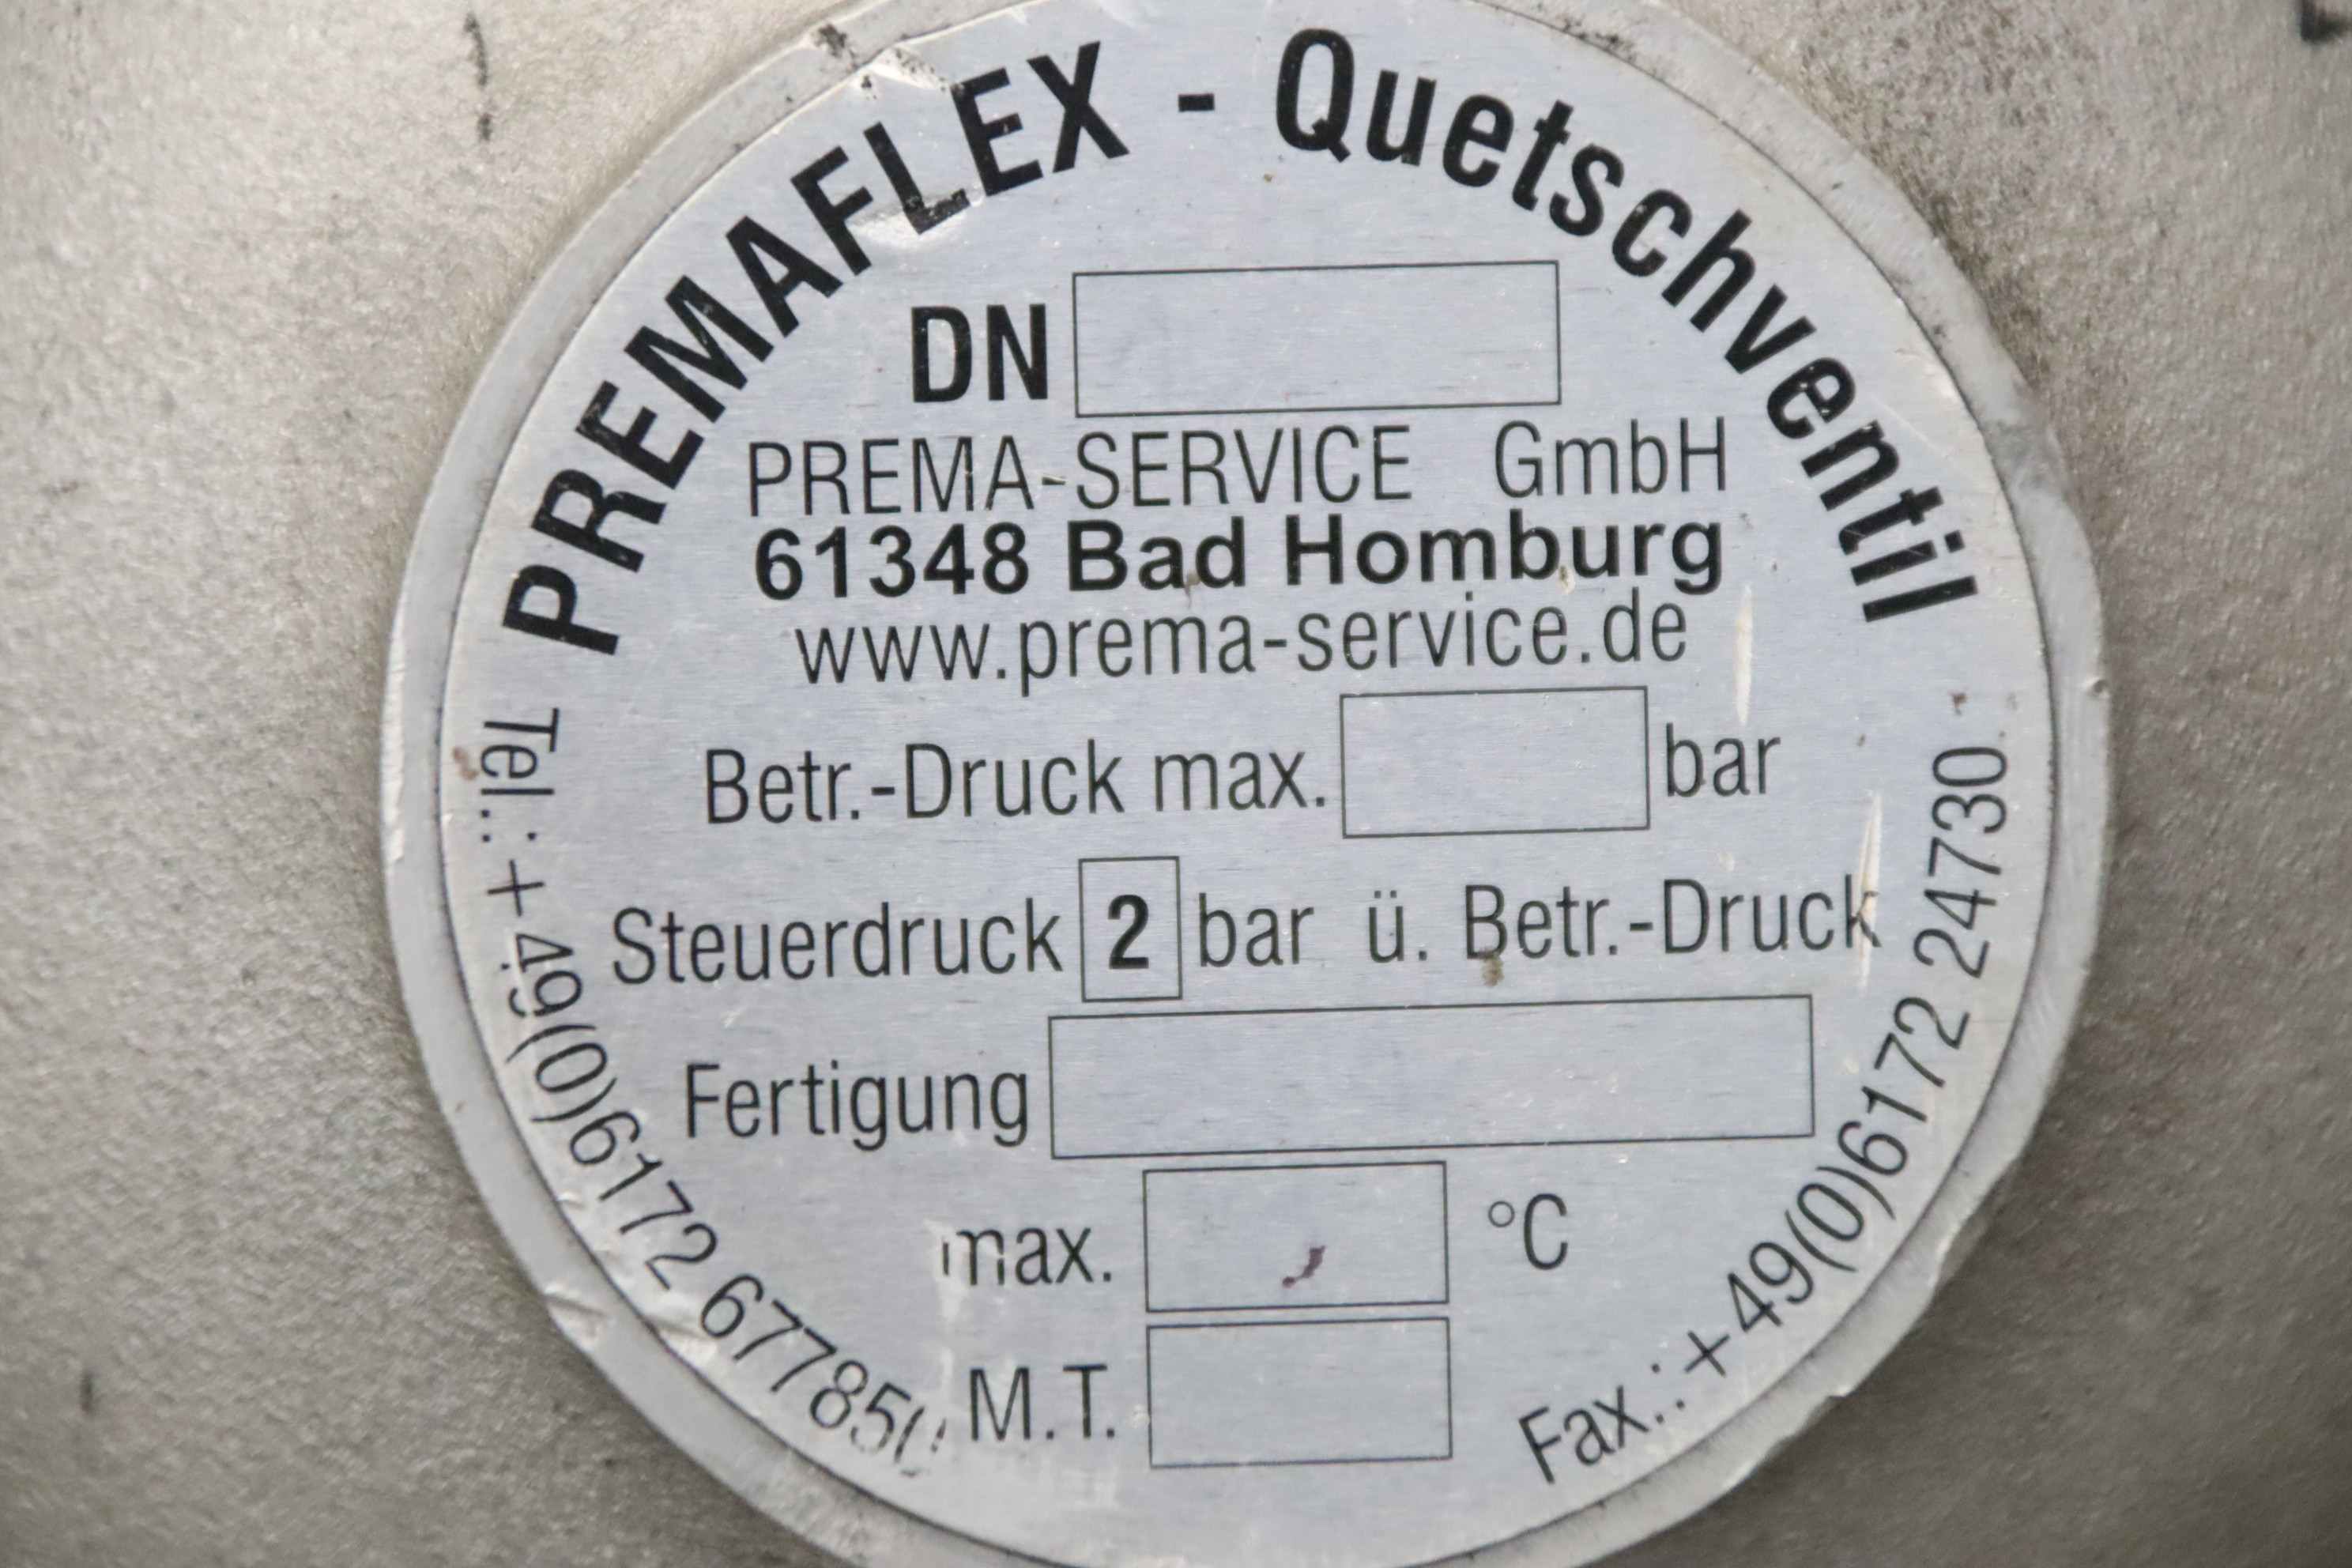 PREMAFLEX - Quetschventil
DN
PREMA-SERVICE GmbH
61348 Bad Homburg
www.prema-service.de
Betr.-Druck max. bar
Steuerdruck 2 bar ü. Betr.-Druck
Fertigung
max. °C
M.T.
Tel.: +49(0)6172 677850
Fax.: +49(0)6172 24730